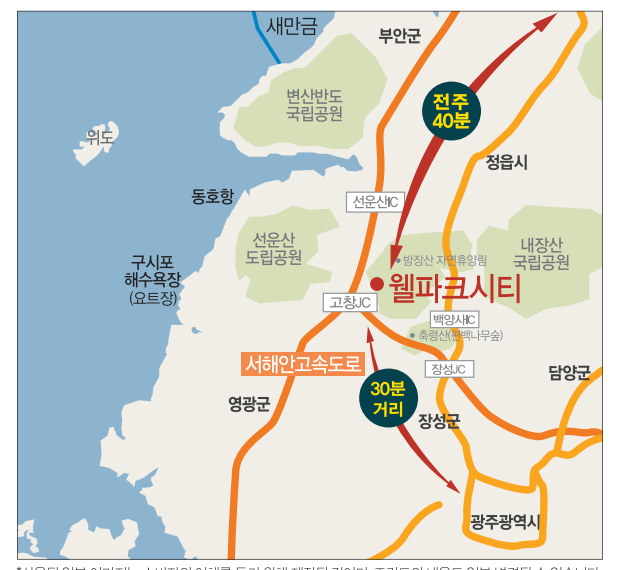 새만금
부안군
변산반도
국립공원
전주
40분
위도
정읍시
동호항
선운산IC
선운산
도립공원
내장산
국립공원
방장산 자연휴양림
구시포
해수욕장
(요트장)
웰파크시티
고창JC
백양사IC
축령산(편백나무숲)
서해안고속도로
장성JC
담양군
30분
거리
영광군
장성군
광주광역시